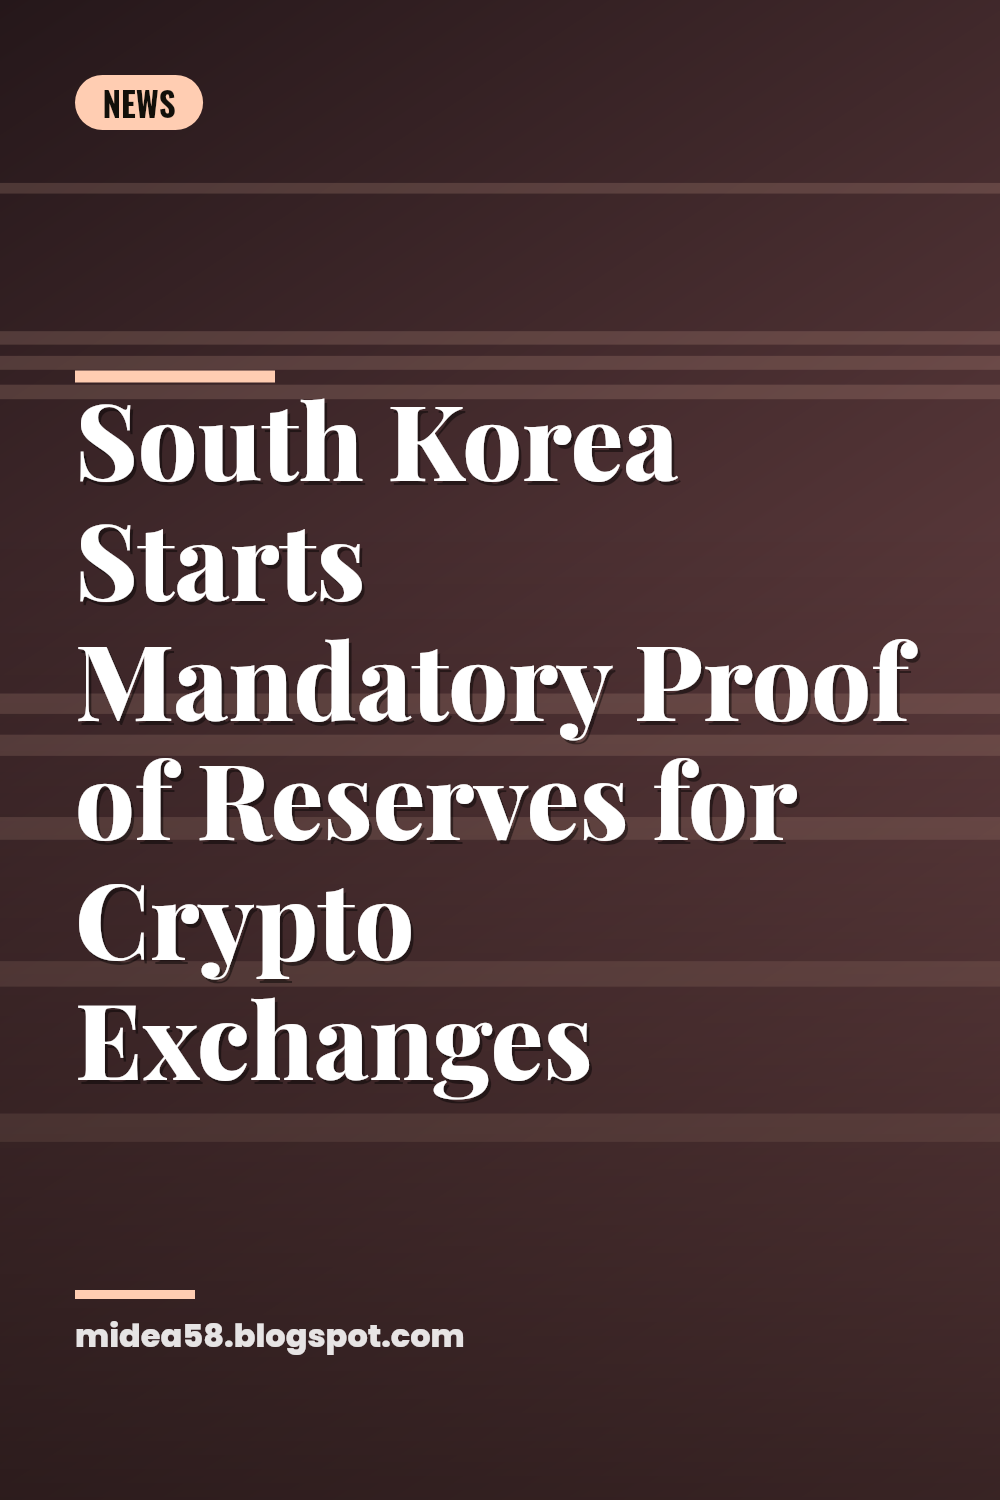 NEWS
South Korea
Starts
Mandatory Proof
of Reserves for
Crypto
Exchanges
midea58.blogspot.com